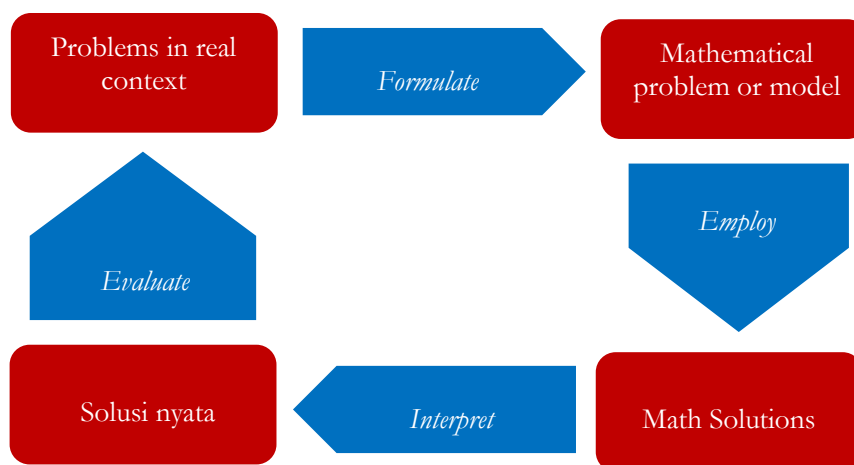 Problems in real
context
Formulate
Mathematical
problem or model
Employ
Evaluate
Solusi nyata
Interpret
Math Solutions